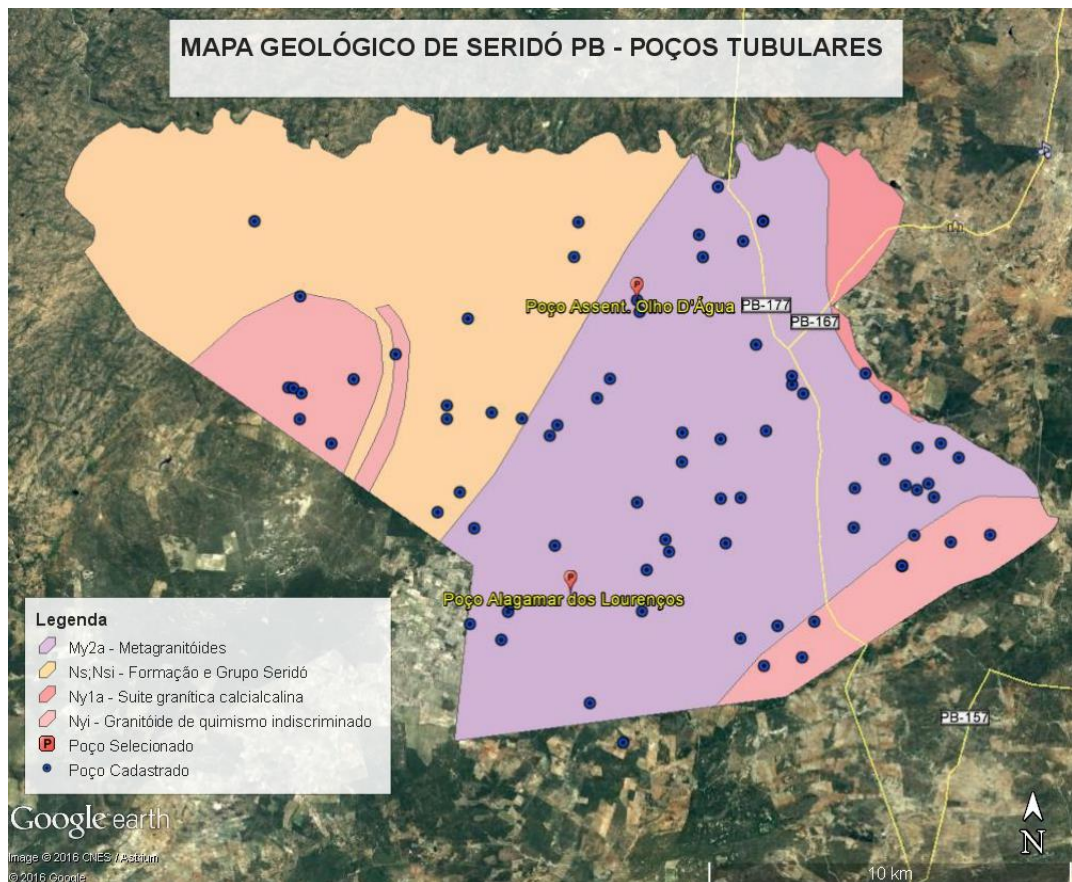 MAPA GEOLÓGICO DE SERIDÓ PB - POÇOS TUBULARES
Poço Assent. Olho D'Água
PB-177
PB-167
Poço Alagamar dos Lourenços
Legenda
My2a - Metagranitóides
Ns;Nsi - Formação e Grupo Seridó
Ny1a - Suite granítica calcialcalina
Nyi - Granitóide de quimismo indiscriminado
P Poço Selecionado
Poço Cadastrado
PB-157
Google earth
Image © 2016 CNES / Astrium
© 2016 Google
N
10 km